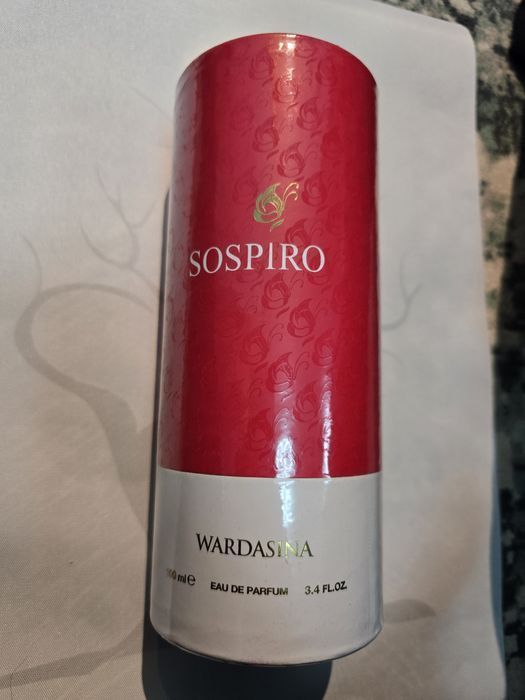 SOSPIRO
WARDASINA
100 ml e EAU DE PARFUM 3.4 FL.OZ.